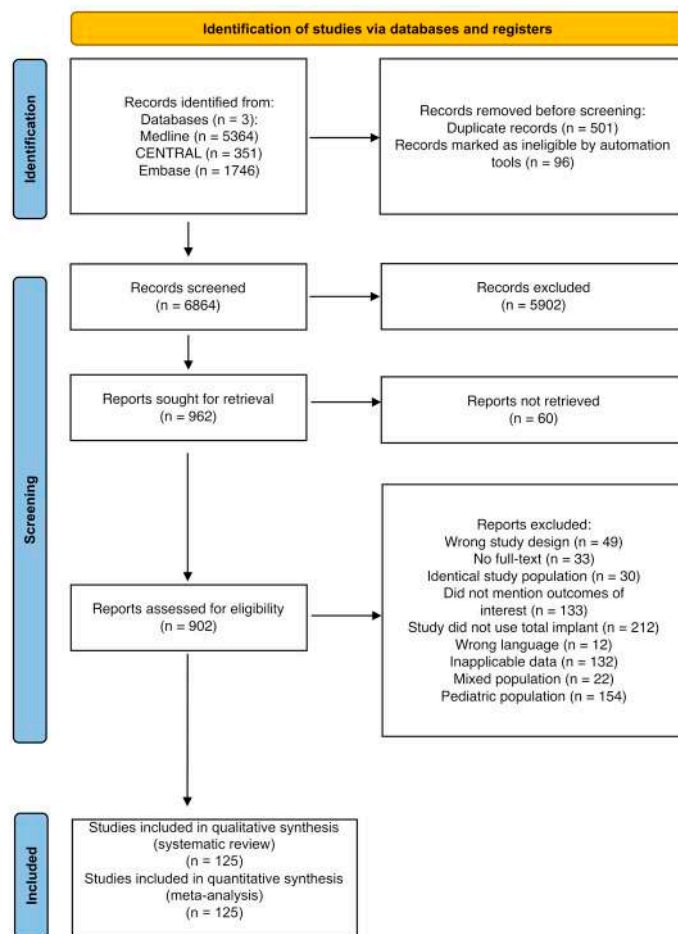 Identification of studies via databases and registers
Identification
Records identified from:
Databases (n = 3):
Medline = 5364
CENTRAL = 351
Embase = 1746
Records removed before screening:
Duplicate records (n = 501)
Records marked as ineligible by automation
tools (n = 96)
Screening
Records screened
(n = 6864)
Records excluded
(n = 5902)
Reports sought for retrieval
(n = 962)
Reports not retrieved
(n = 60)
Reports assessed for eligibility
(n = 902)
Reports excluded:
Wrong study design (n = 49)
No full-text (n = 33)
Identical study population (n = 30)
Did not mention outcomes of
interest (n = 133)
Study did not use total implant (n = 212)
Wrong language (n = 12)
Inapplicable data (n = 132)
Mixed population (n = 22)
Pediatric population (n = 154)
Included
Studies included in qualitative synthesis
(systematic review)
(n = 125)
Studies included in quantitative synthesis
(meta-analysis)
(n = 125)